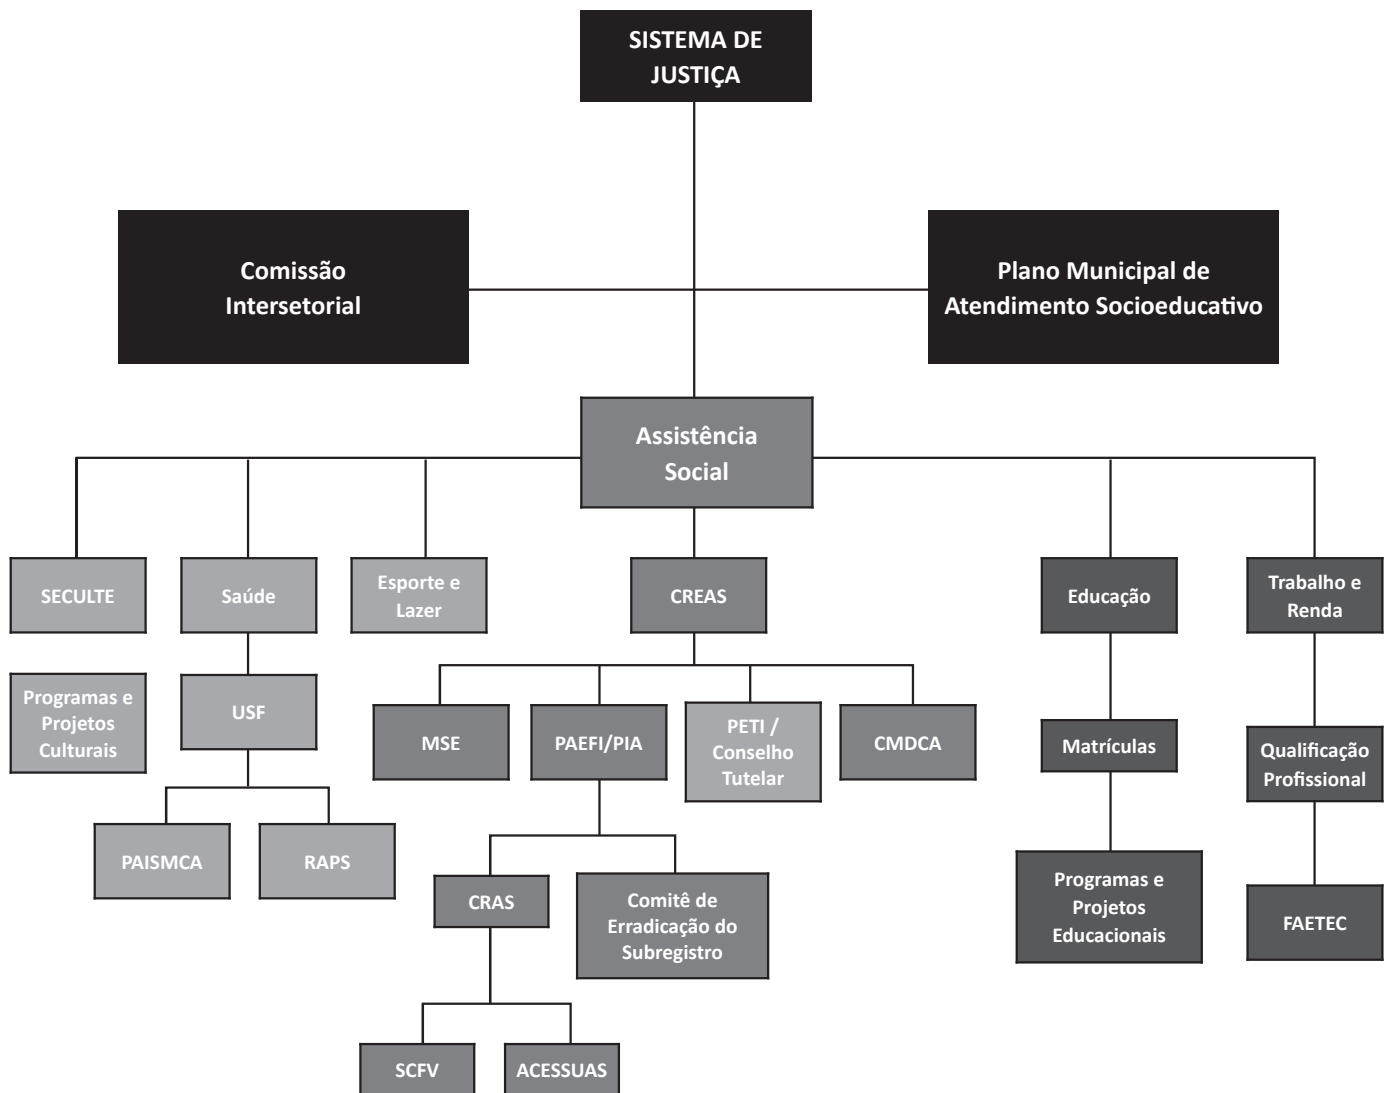 SISTEMA DE
JUSTIÇA
Comissão
Intersetorial
Plano Municipal de
Atendimento Socioeducativo
Assistência
Social
SECULTE
Saúde
Esporte e
Lazer
CREAS
Educação
Trabalho e
Renda
Programas e
Projetos
Culturais
USF
MSE
PAEFI/PIA
PETI /
Conselho
Tutelar
CMDCA
Matrículas
Qualificação
Profissional
PAISMCA
RAPS
CRAS
Comitê de
Erradicação do
Subregistro
Programas e
Projetos
Educacionais
FAETEC
SCFV
ACESSUAS